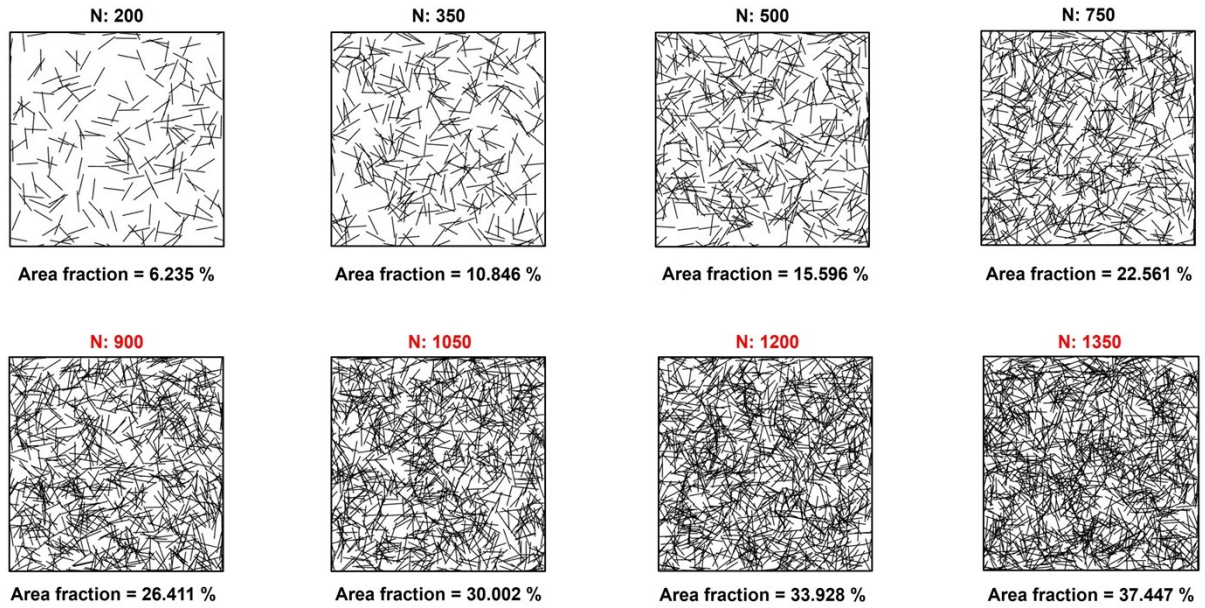 N: 200
N: 350
N: 500
N: 750
Area fraction = 6.235 %
Area fraction = 10.846 %
Area fraction = 15.596 %
Area fraction = 22.561 %
N: 900
N: 1050
N: 1200
N: 1350
Area fraction = 26.411 %
Area fraction = 30.002 %
Area fraction = 33.928 %
Area fraction = 37.447 %